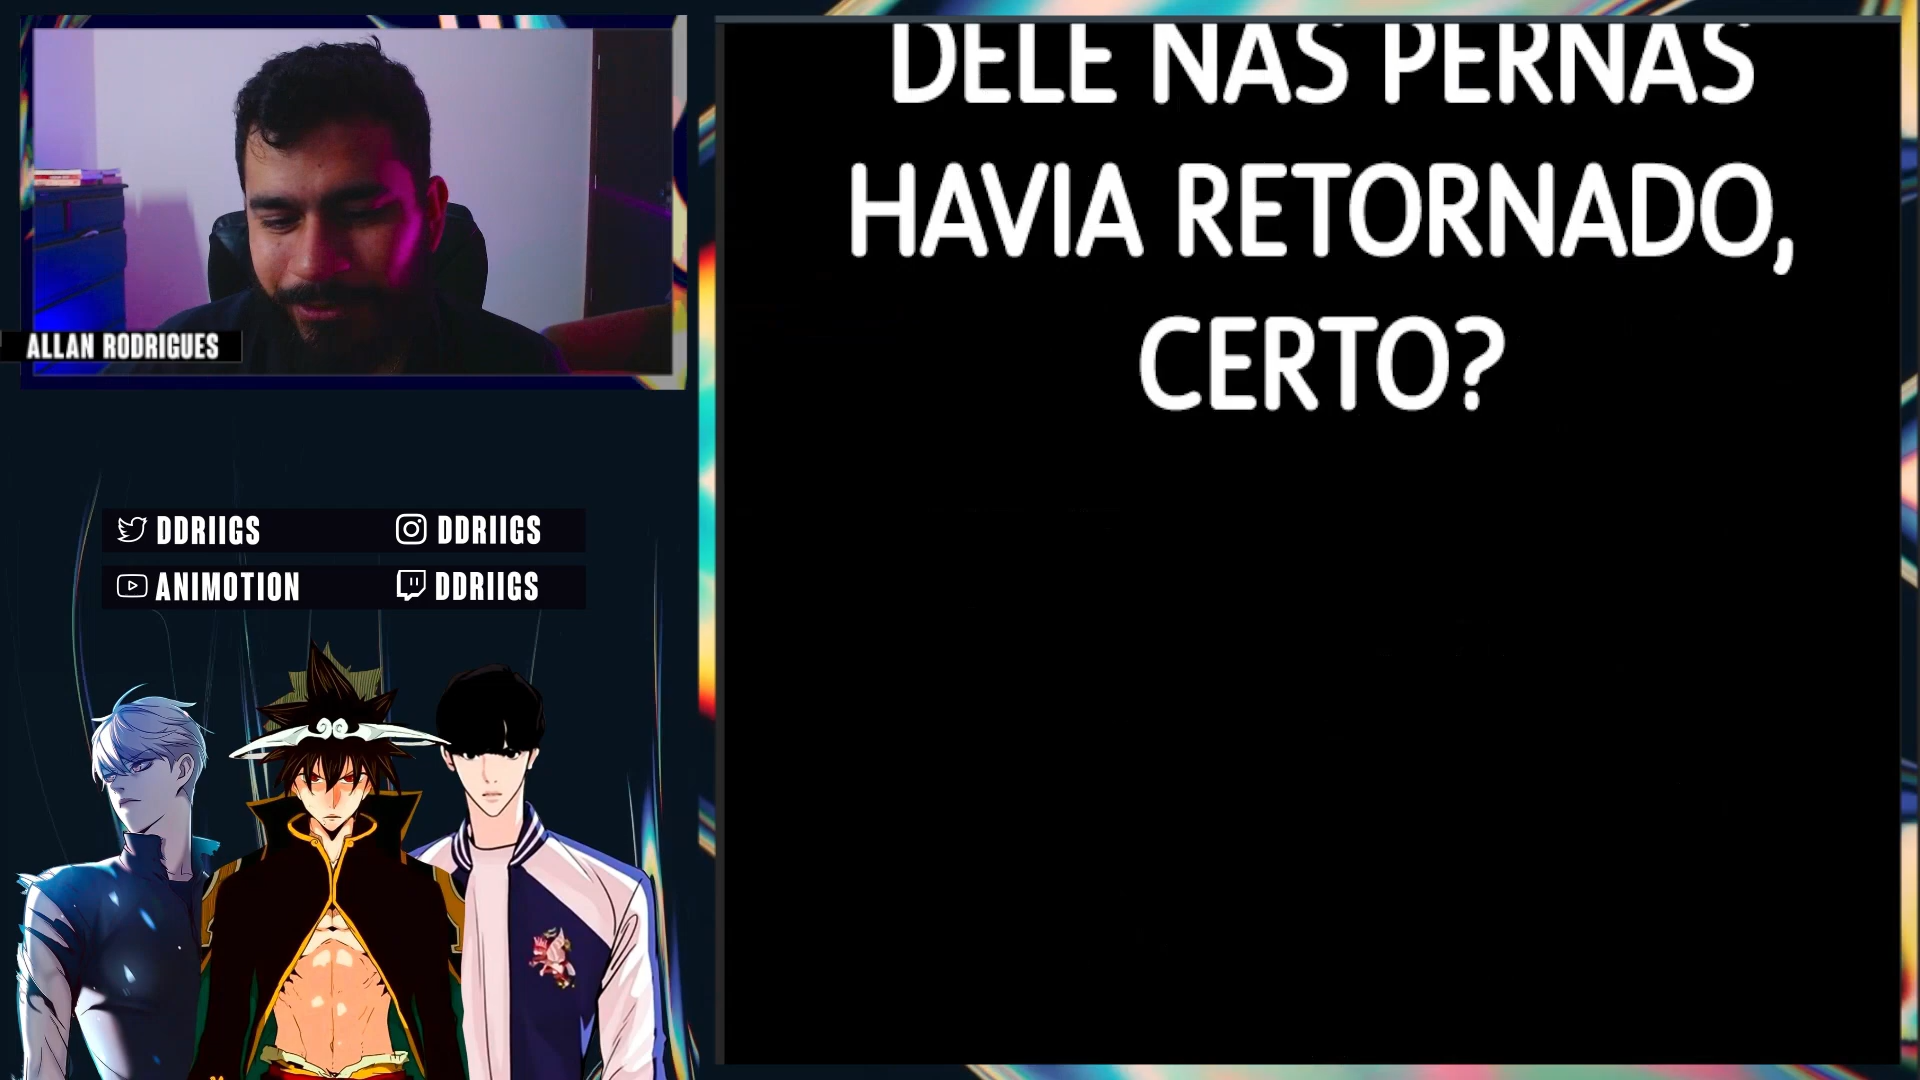 DELE NAS PERNAS
HAVIA RETORNADO,
CERTO?
ALLAN RODRIGUES
DDRIIGS
DDRIIGS
ANIMOTION
DDRIIGS